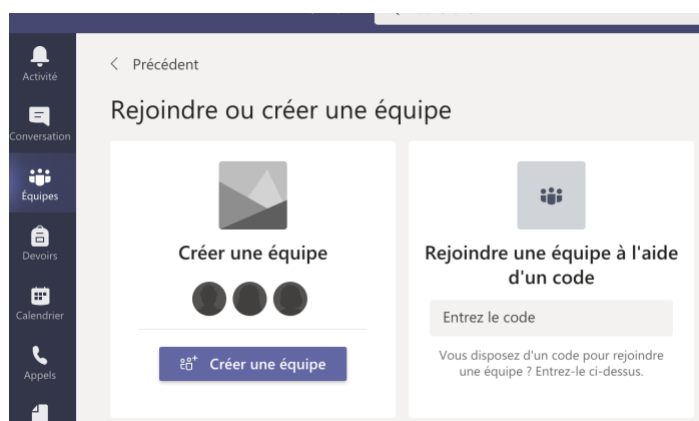 Activité
Conversation
Équipes
Devoirs
Calendrier
Appels
Précédent
Rejoindre ou créer une équipe
Créer une équipe
Créer une équipe
Rejoindre une équipe à l'aide
d'un code
Entrez le code
Vous disposez d'un code pour rejoindre
une équipe ? Entrez-le ci-dessus.